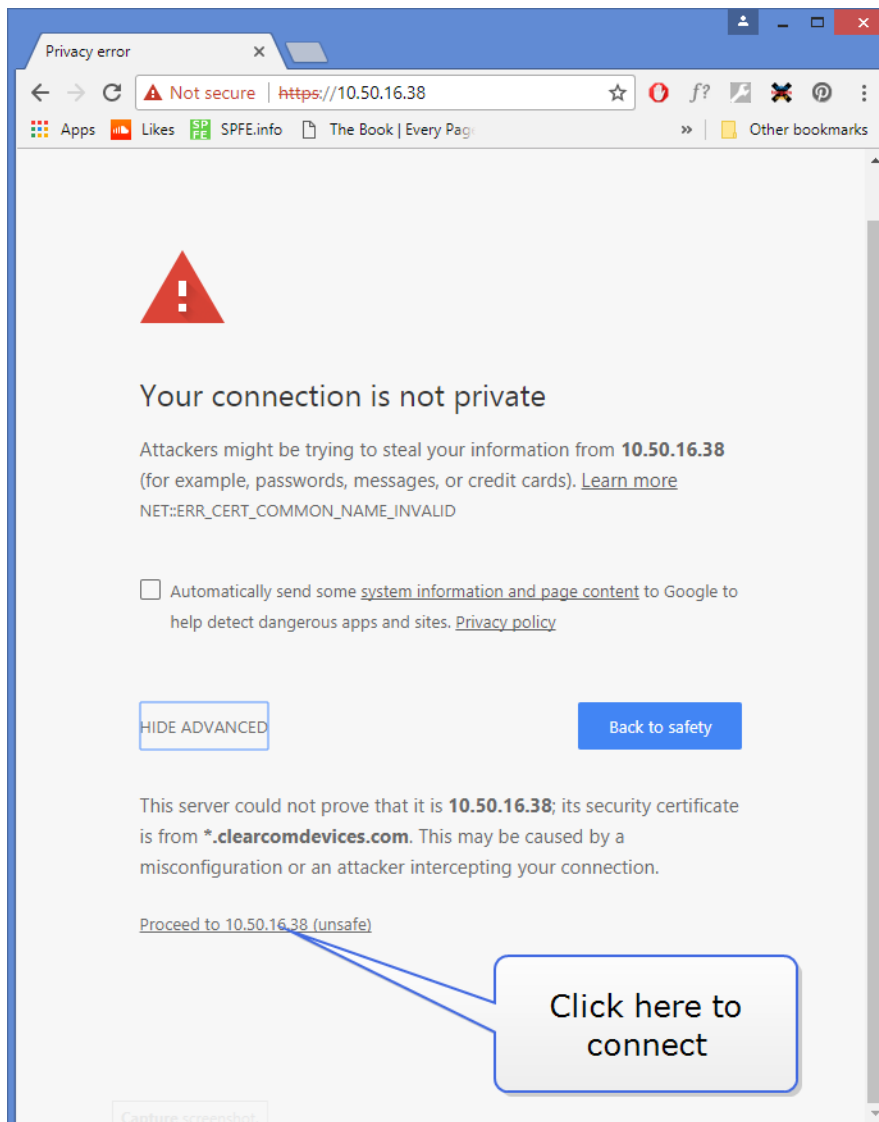 Privacy error
Not secure | https://10.50.16.38
f?
Apps Likes SP FE SPFE.info The Book | Every Pag » Other bookmarks
Your connection is not private
Attackers might be trying to steal your information from 10.50.16.38
(for example, passwords, messages, or credit cards). Learn more
NET::ERR_CERT_COMMON_NAME_INVALID
Automatically send some system information and page content to Google to
help detect dangerous apps and sites. Privacy policy
HIDE ADVANCED
Back to safety
This server could not prove that it is 10.50.16.38; its security certificate
is from *.clearcomdevices.com. This may be caused by a
misconfiguration or an attacker intercepting your connection.
Proceed to 10.50.16.38 (unsafe)
Click here to
connect
Capture screenshot.